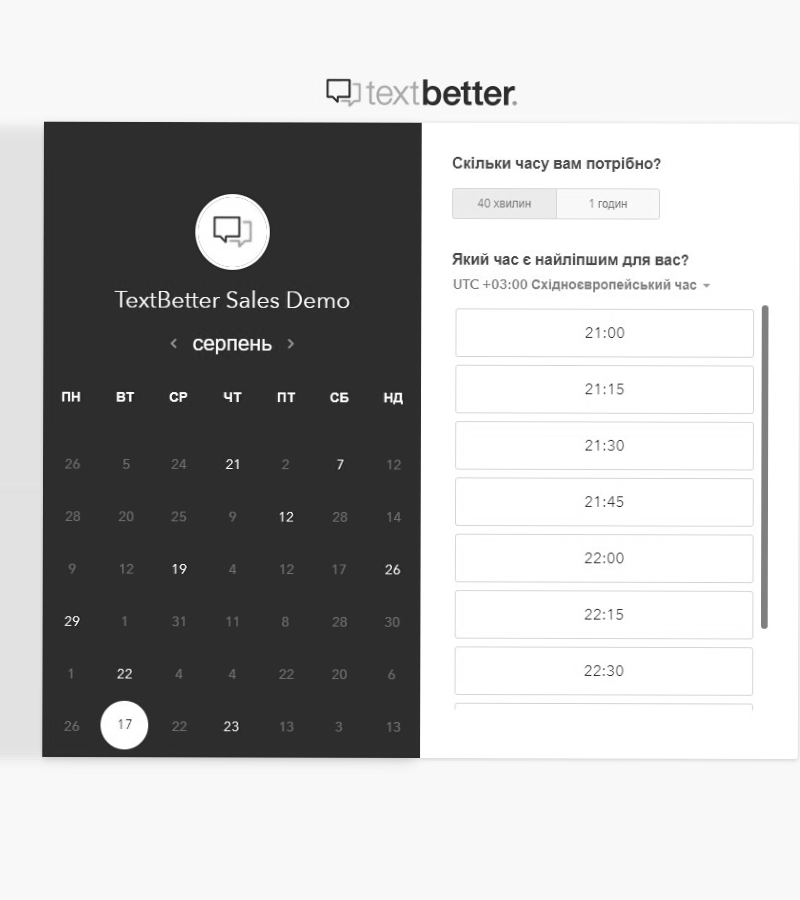 textbetter.
TextBetter Sales Demo
‹ серпень ›
ПН ВТ СР ЧТ ПТ СБ НД
26 5 24 21 2 7 12
28 20 25 9 12 28 14
9 12 19 4 12 17 26
29 1 31 11 8 28 30
1 22 4 4 22 20 6
26 17 22 23 13 3 13
Скільки часу вам потрібно?
40 хвилин 1 годин
Який час є найліпшим для вас?
UTC +03:00 Східноєвропейський час
21:00
21:15
21:30
21:45
22:00
22:15
22:30